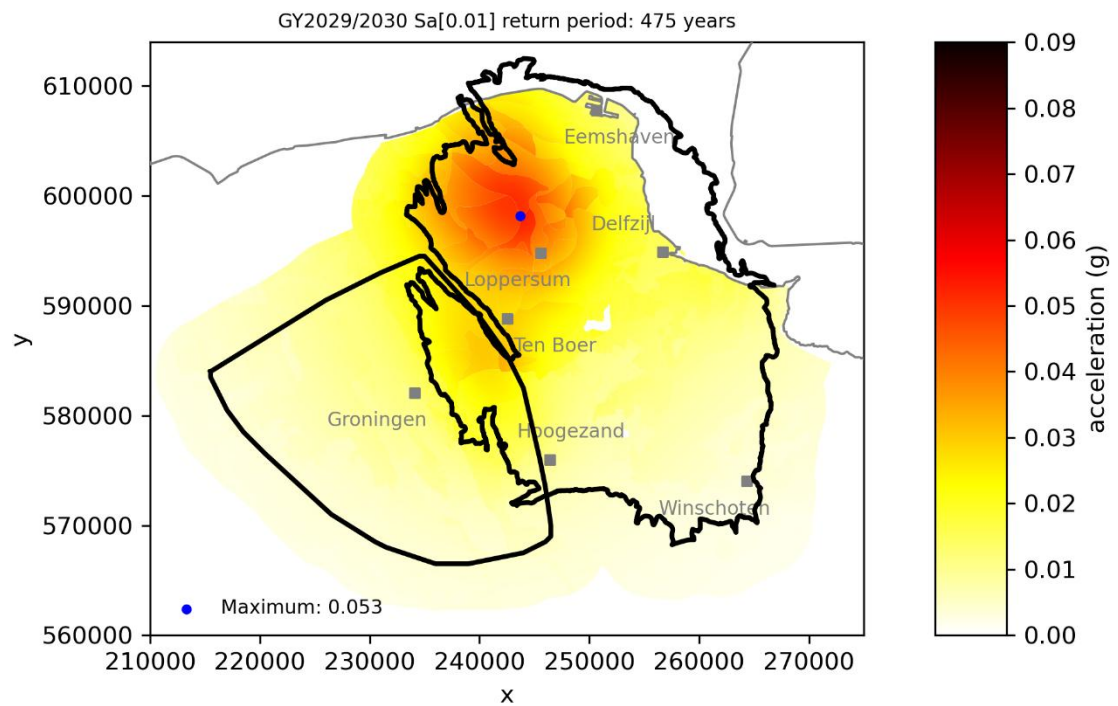 GY2029/2030 Sa[0.01] return period: 475 years
0.09
610000
Eemshaven
0.08
0.07
600000
Delfzijl
0.06
Loppersum
590000
0.05
y
acceleration (g)
Ten Boer
0.04
580000
Groningen
Hoogezand
0.03
Winschoten
570000
0.02
0.01
Maximum: 0.053
560000
0.00
210000 220000 230000 240000 250000 260000 270000
x